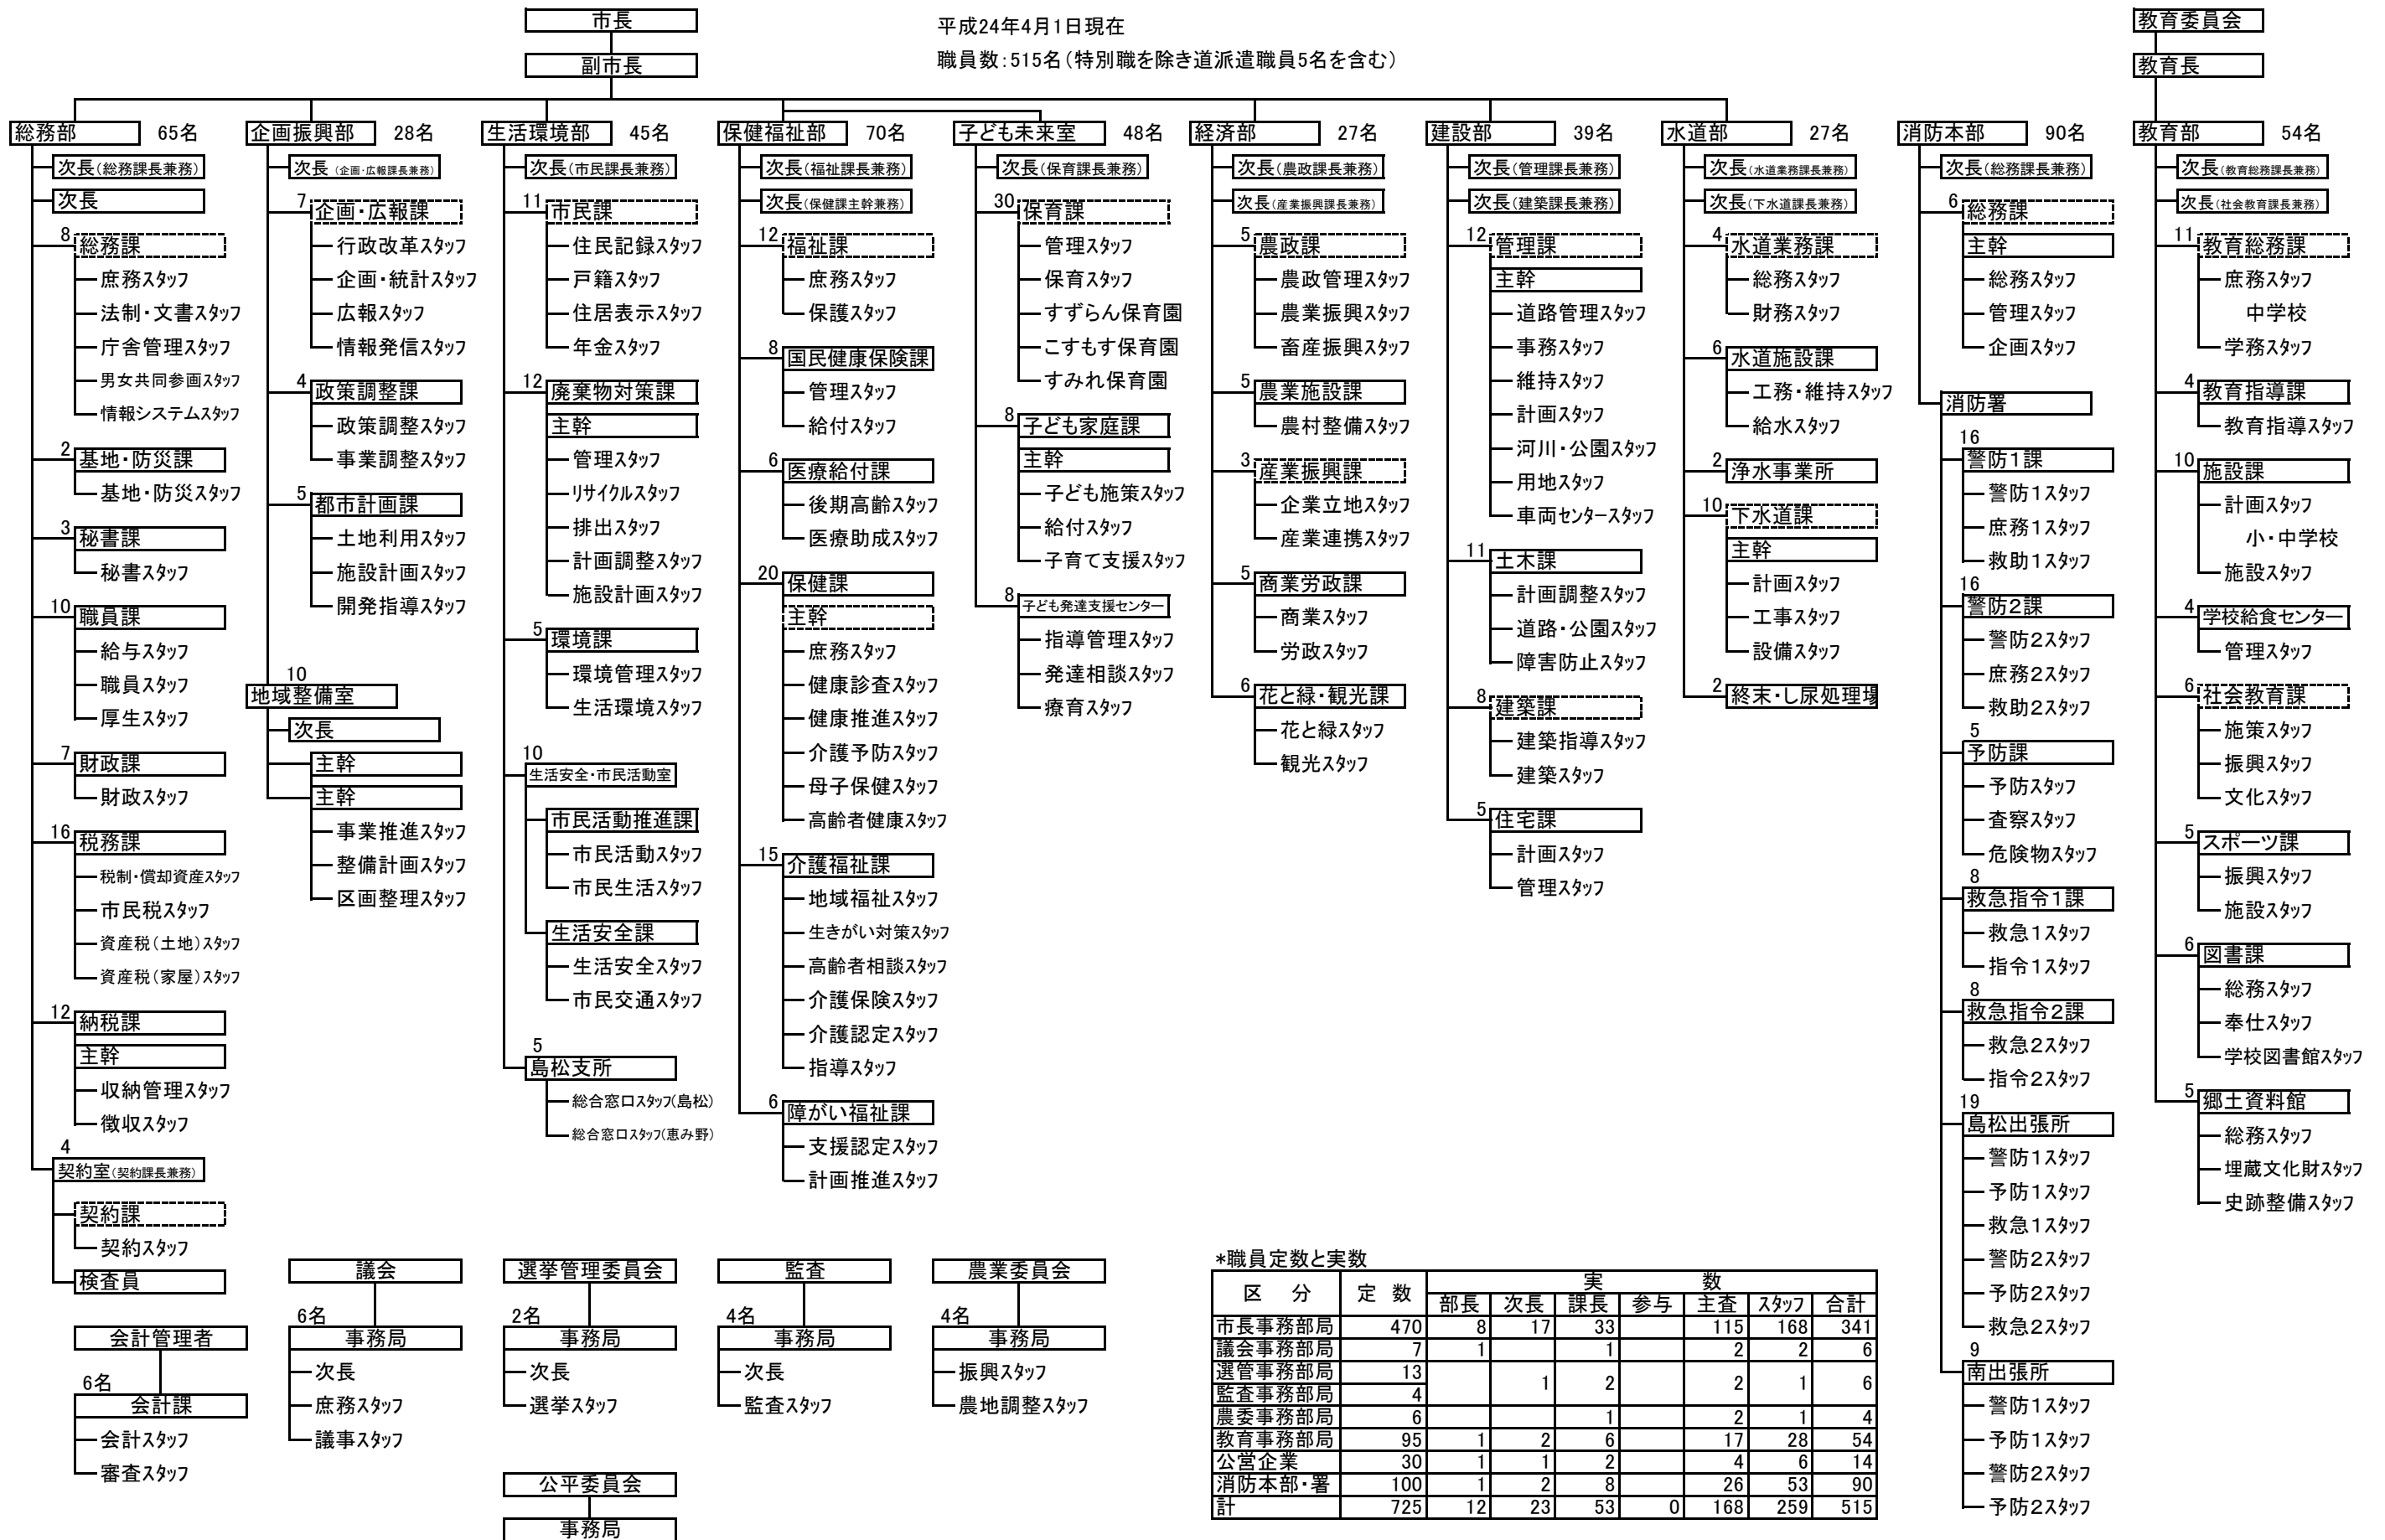 市長
平成24年4月1日現在
副市長
職員数:515名(特別職を除き道派遣職員5名を含む)
教育委員会
教育長
総務部 65名
次長(総務課長兼務)
次長
8 総務課
庶務スタッフ
法制・文書スタッフ
庁舎管理スタッフ
男女共同参画スタッフ
情報システムスタッフ
2 基地・防災課
基地・防災スタッフ
3 秘書課
秘書スタッフ
10 職員課
給与スタッフ
職員スタッフ
厚生スタッフ
7 財政課
財政スタッフ
16 税務課
税制・償却資産スタッフ
市民税スタッフ
資産税(土地)スタッフ
資産税(家屋)スタッフ
12 納税課
主幹
収納管理スタッフ
徴収スタッフ
4
契約室(契約課長兼務)
契約課
契約スタッフ
検査員
企画振興部 28名
次長(企画・広報課長兼務)
7 企画・広報課
行政改革スタッフ
企画・統計スタッフ
広報スタッフ
情報発信スタッフ
4 政策調整課
政策調整スタッフ
事業調整スタッフ
5 都市計画課
土地利用スタッフ
施設計画スタッフ
開発指導スタッフ
10
地域整備室
次長
主幹
主幹
事業推進スタッフ
整備計画スタッフ
区画整理スタッフ
生活環境部 45名
次長(市民課長兼務)
11 市民課
住民記録スタッフ
戸籍スタッフ
住居表示スタッフ
年金スタッフ
12 廃棄物対策課
主幹
管理スタッフ
リサイクルスタッフ
排出スタッフ
計画調整スタッフ
施設計画スタッフ
5 環境課
環境管理スタッフ
生活環境スタッフ
10
生活安全・市民活動室
市民活動推進課
市民活動スタッフ
市民生活スタッフ
生活安全課
生活安全スタッフ
市民交通スタッフ
5
島松支所
総合窓口スタッフ(島松)
総合窓口スタッフ(恵み野)
保健福祉部 70名
次長(福祉課長兼務)
次長(保健課主幹兼務)
12 福祉課
庶務スタッフ
保護スタッフ
8 国民健康保険課
管理スタッフ
給付スタッフ
6 医療給付課
後期高齢スタッフ
医療助成スタッフ
20 保健課
主幹
庶務スタッフ
健康診査スタッフ
健康推進スタッフ
介護予防スタッフ
母子保健スタッフ
高齢者健康スタッフ
15 介護福祉課
地域福祉スタッフ
生きがい対策スタッフ
高齢者相談スタッフ
介護保険スタッフ
介護認定スタッフ
指導スタッフ
6 障がい福祉課
支援認定スタッフ
計画推進スタッフ
子ども未来室 48名
次長(保育課長兼務)
30 保育課
管理スタッフ
保育スタッフ
すずらん保育園
こすもす保育園
すみれ保育園
8 子ども家庭課
主幹
子ども施策スタッフ
給付スタッフ
子育て支援スタッフ
8 子ども発達支援センター
指導管理スタッフ
発達相談スタッフ
療育スタッフ
経済部 27名
次長(農政課長兼務)
次長(産業振興課長兼務)
5 農政課
農政管理スタッフ
農業振興スタッフ
畜産振興スタッフ
5 農業施設課
農村整備スタッフ
3 産業振興課
企業立地スタッフ
産業連携スタッフ
5 商業労政課
商業スタッフ
労政スタッフ
6 花と緑・観光課
花と緑スタッフ
観光スタッフ
建設部 39名
次長(管理課長兼務)
次長(建築課長兼務)
12 管理課
主幹
道路管理スタッフ
事務スタッフ
維持スタッフ
計画スタッフ
河川・公園スタッフ
用地スタッフ
車両センタースタッフ
11 土木課
計画調整スタッフ
道路・公園スタッフ
障害防止スタッフ
8 建築課
建築指導スタッフ
建築スタッフ
5 住宅課
計画スタッフ
管理スタッフ
水道部 27名
次長(水道業務課長兼務)
次長(下水道課長兼務)
4 水道業務課
総務スタッフ
財務スタッフ
6 水道施設課
工務・維持スタッフ
給水スタッフ
2 浄水事業所
10 下水道課
主幹
計画スタッフ
工事スタッフ
設備スタッフ
2 終末・し尿処理場
消防本部 90名
次長(総務課長兼務)
6 総務課
主幹
総務スタッフ
管理スタッフ
企画スタッフ
消防署
16
警防1課
警防1スタッフ
庶務1スタッフ
救助1スタッフ
16
警防2課
警防2スタッフ
庶務2スタッフ
救助2スタッフ
5
予防課
予防スタッフ
査察スタッフ
危険物スタッフ
8
救急指令1課
救急1スタッフ
指令1スタッフ
8
救急指令2課
救急2スタッフ
指令2スタッフ
19
島松出張所
警防1スタッフ
予防1スタッフ
救急1スタッフ
警防2スタッフ
予防2スタッフ
救急2スタッフ
9
南出張所
警防1スタッフ
予防1スタッフ
警防2スタッフ
予防2スタッフ
教育部 54名
次長(教育総務課長兼務)
次長(社会教育課長兼務)
11 教育総務課
庶務スタッフ
中学校
学務スタッフ
4 教育指導課
教育指導スタッフ
10 施設課
計画スタッフ
小・中学校
施設スタッフ
4 学校給食センター
管理スタッフ
6 社会教育課
施策スタッフ
振興スタッフ
文化スタッフ
5 スポーツ課
振興スタッフ
施設スタッフ
6 図書課
総務スタッフ
奉仕スタッフ
学校図書館スタッフ
5 郷土資料館
総務スタッフ
埋蔵文化財スタッフ
史跡整備スタッフ
会計管理者
6名
会計課
会計スタッフ
審査スタッフ
議会
6名
事務局
次長
庶務スタッフ
議事スタッフ
選挙管理委員会
2名
事務局
次長
選挙スタッフ
公平委員会
事務局
監査
4名
事務局
次長
監査スタッフ
農業委員会
4名
事務局
振興スタッフ
農地調整スタッフ
*職員定数と実数
区 分 定 数 実 数
部長 次長 課長 参与 主査 スタッフ 合計
市長事務部局 470 8 17 33 115 168 341
議会事務部局 7 1 1 2 2 6
選管事務部局 13 1 2 2 1 6
監査事務部局 4
農委事務部局 6 1 2 1 4
教育事務部局 95 1 2 6 17 28 54
公営企業 30 1 1 2 4 6 14
消防本部・署 100 1 2 8 26 53 90
計 725 12 23 53 0 168 259 515